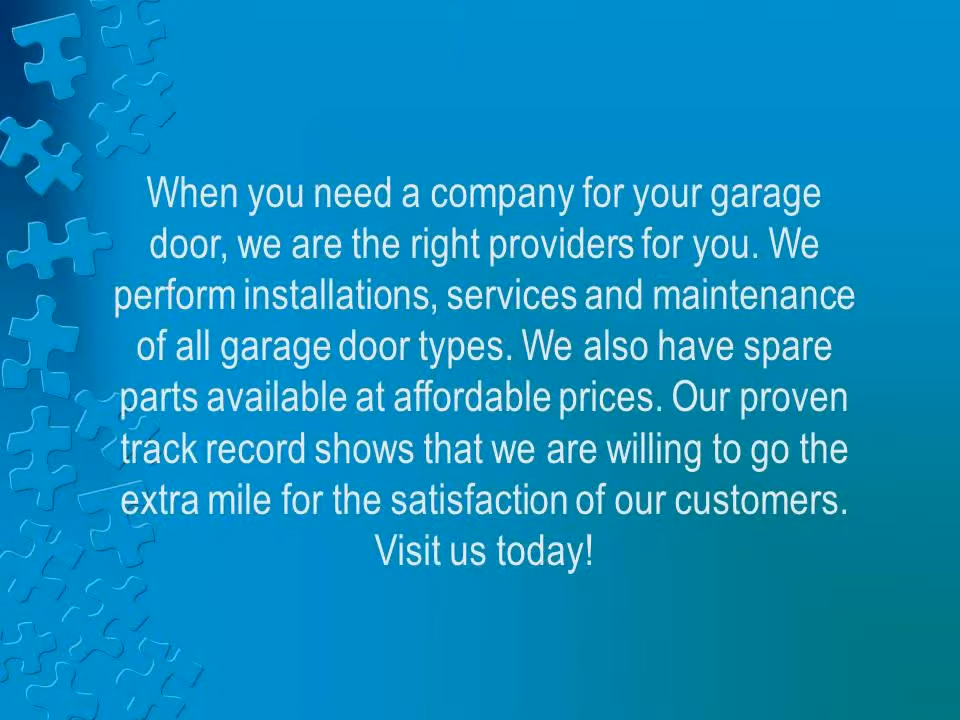 When you need a company for your garage
door, we are the right providers for you. We
perform installations, services and maintenance
of all garage door types. We also have spare
parts available at affordable prices. Our proven
track record shows that we are willing to go the
extra mile for the satisfaction of our customers.
Visit us today!